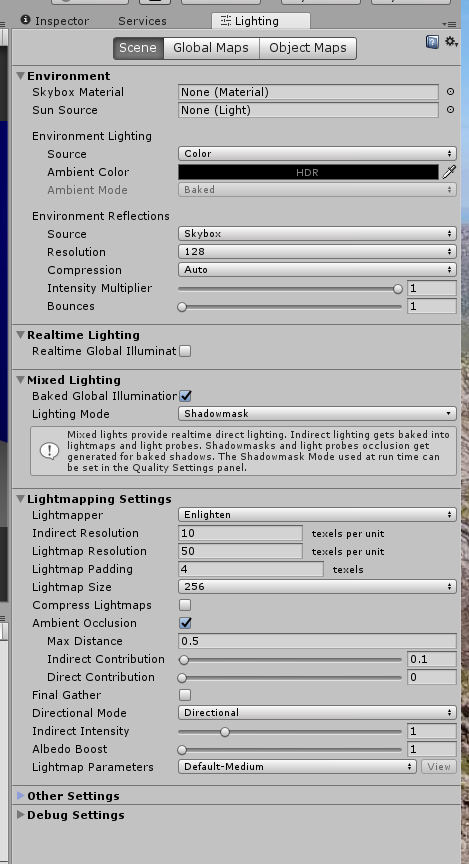 Inspector Services Lighting
Scene Global Maps Object Maps
Environment
Skybox Material None (Material)
Sun Source None (Light)
Environment Lighting
Source Color
Ambient Color HDR
Ambient Mode Baked
Environment Reflections
Source Skybox
Resolution 128
Compression Auto
Intensity Multiplier 1
Bounces 1
Realtime Lighting
Realtime Global Illuminat
Mixed Lighting
Baked Global Illumination
Lighting Mode Shadowmask
Mixed lights provide realtime direct lighting. Indirect lighting gets baked into
lightmaps and light probes. Shadowmasks and light probes occlusion get
generated for baked shadows. The Shadowmask Mode used at run time can
be set in the Quality Settings panel.
Lightmapping Settings
Lightmapper Enlighten
Indirect Resolution 10 texels per unit
Lightmap Resolution 50 texels per unit
Lightmap Padding 4 texels
Lightmap Size 256
Compress Lightmaps
Ambient Occlusion
Max Distance 0.5
Indirect Contribution 0.1
Direct Contribution 0
Final Gather
Directional Mode Directional
Indirect Intensity 1
Albedo Boost 1
Lightmap Parameters Default-Medium View
Other Settings
Debug Settings